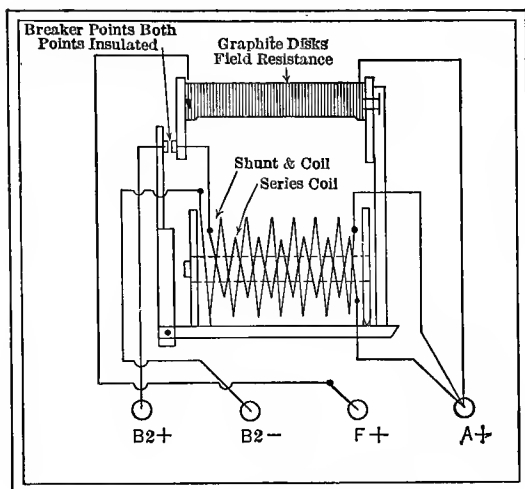 Breaker Points Both
Points Insulated
Graphite Disks
Field Resistance
Shunt & Coil
Series Coil
B2+
B2-
F+
A+